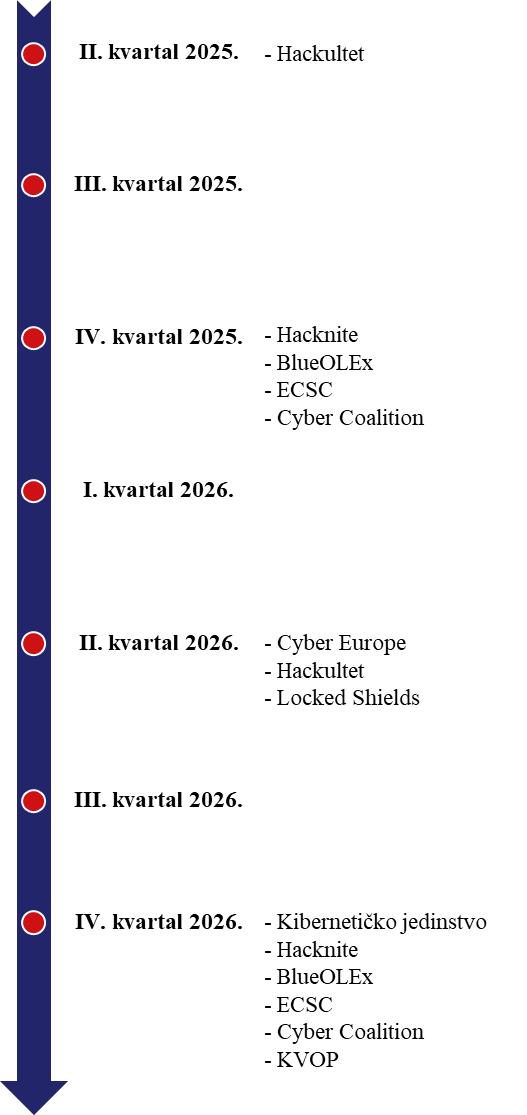 II. kvartal 2025. - Hackultet
III. kvartal 2025.
IV. kvartal 2025. - Hacknite
- BlueOLEx
- ECSC
- Cyber Coalition
I. kvartal 2026.
II. kvartal 2026. - Cyber Europe
- Hackultet
- Locked Shields
III. kvartal 2026.
IV. kvartal 2026. - Kibernetičko jedinstvo
- Hacknite
- BlueOLEx
- ECSC
- Cyber Coalition
- KVOP